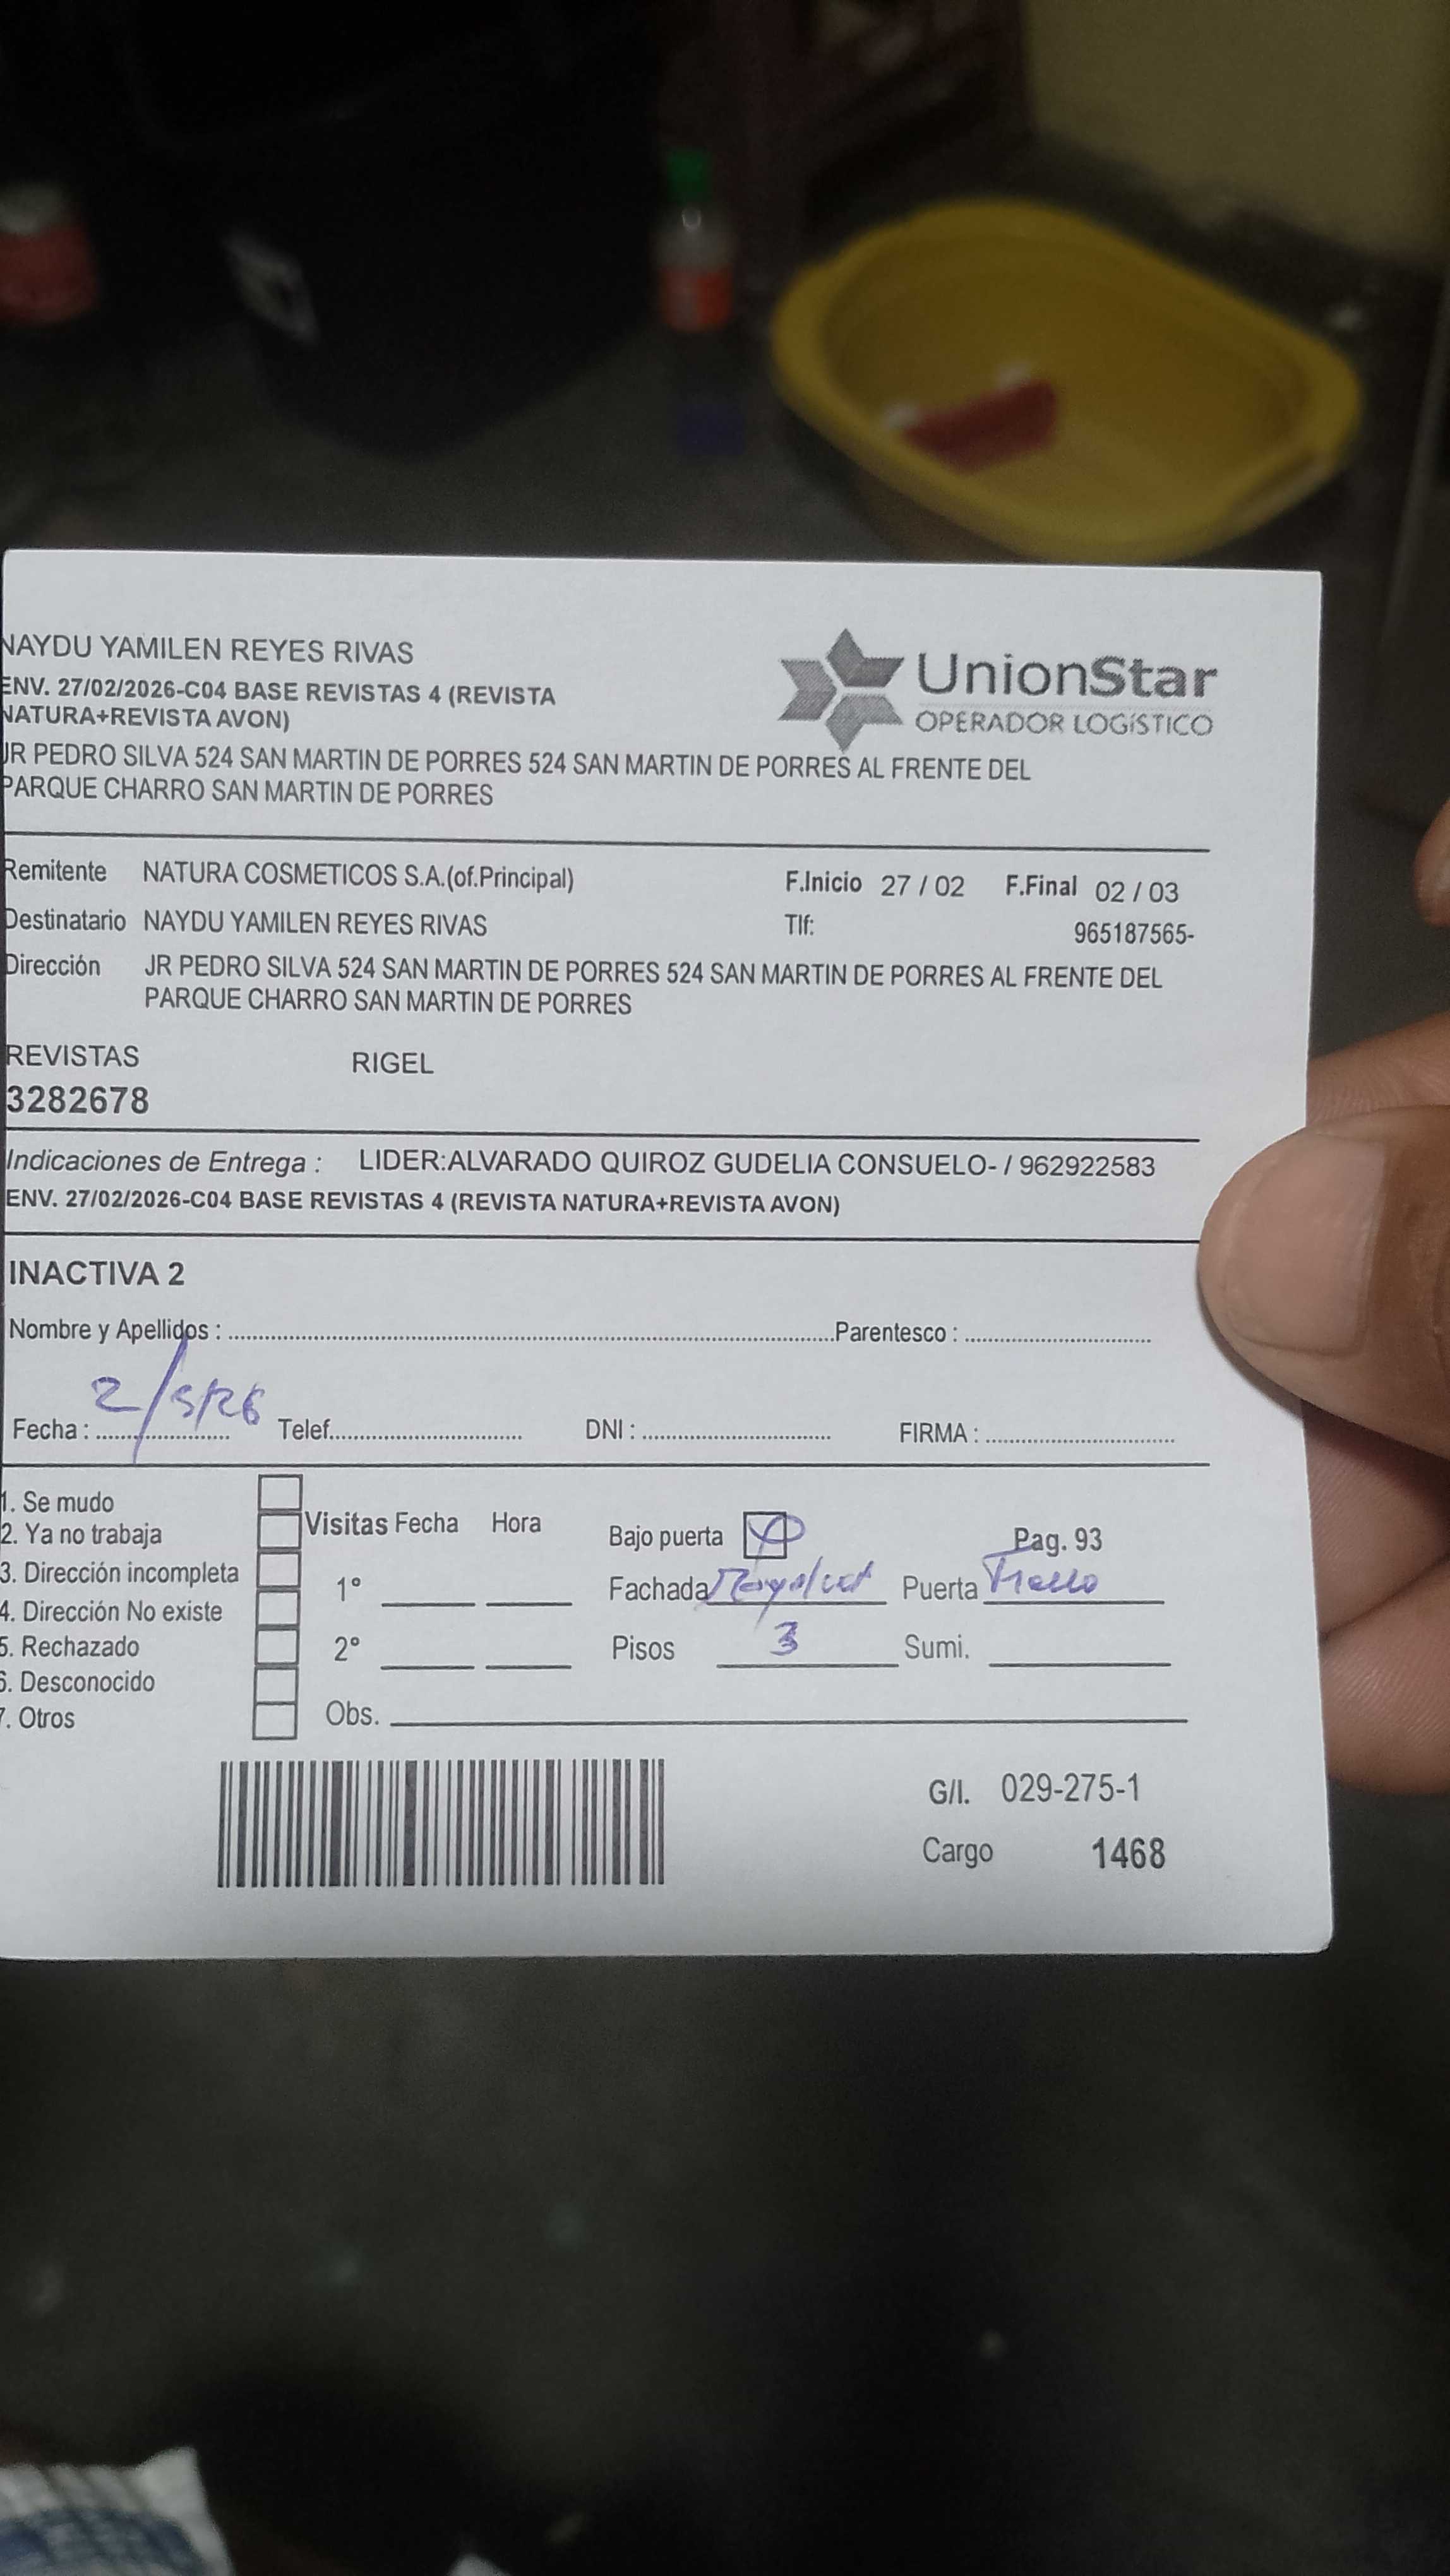 NAYDU YAMILEN REYES RIVAS
ENV. 27/02/2026-C04 BASE REVISTAS 4 (REVISTA
NATURA+REVISTA AVON)
UnionStar
OPERADOR LOGíSTICO
JR PEDRO SILVA 524 SAN MARTIN DE PORRES 524 SAN MARTIN DE PORRES AL FRENTE DEL
PARQUE CHARRO SAN MARTIN DE PORRES
Remitente NATURA COSMETICOS S.A.(of.Principal) F.Inicio 27 / 02 F.Final 02 / 03
Destinatario NAYDU YAMILEN REYES RIVAS Tlf: 965187565-
Dirección JR PEDRO SILVA 524 SAN MARTIN DE PORRES 524 SAN MARTIN DE PORRES AL FRENTE DEL
PARQUE CHARRO SAN MARTIN DE PORRES
REVISTAS RIGEL
3282678
Indicaciones de Entrega : LIDER:ALVARADO QUIROZ GUDELIA CONSUELO- / 962922583
ENV. 27/02/2026-C04 BASE REVISTAS 4 (REVISTA NATURA+REVISTA AVON)
INACTIVA 2
Nombre y Apellidos : Parentesco :
Fecha : Telef. DNI : FIRMA :
1. Se mudo
2. Ya no trabaja
3. Dirección incompleta
4. Dirección No existe
5. Rechazado
6. Desconocido
7. Otros
Visitas Fecha Hora
1°
2°
Obs.
Bajo puerta Pag. 93
Fachada Puerta
Pisos 3 Sumi.
G/I. 029-275-1
Cargo 1468